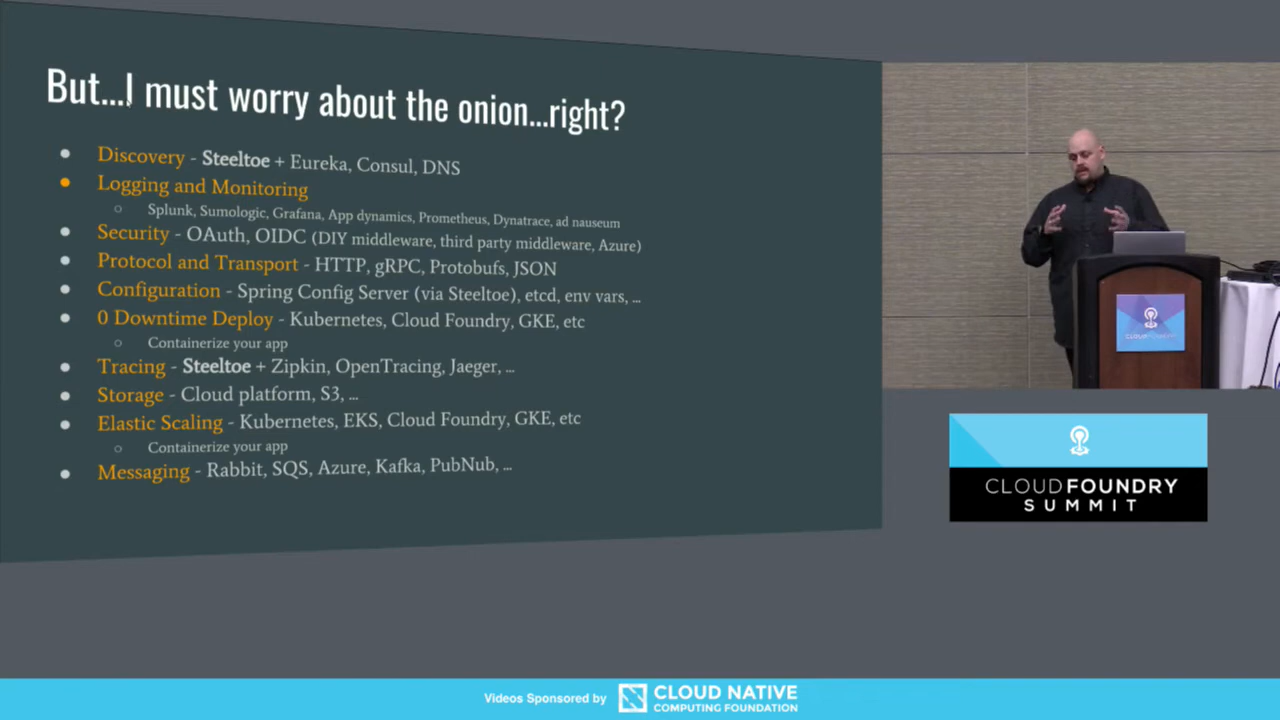 But...I must worry about the onion...right?
Discovery - Steeltoe + Eureka, Consul, DNS
Logging and Monitoring
Splunk, Sumologic, Grafana, App dynamics, Prometheus, Dynatrace, ad nauseum
Security - OAuth, OIDC (DIY middleware, third party middleware, Azure)
Protocol and Transport - HTTP, gRPC, Protobufs, JSON
Configuration - Spring Config Server (via Steeltoe), etcd, env vars, ...
0 Downtime Deploy - Kubernetes, Cloud Foundry, GKE, etc
Containerize your app
Tracing - Steeltoe + Zipkin, OpenTracing, Jaeger, ...
Storage - Cloud platform, S3, ...
Elastic Scaling - Kubernetes, EKS, Cloud Foundry, GKE, etc
Containerize your app
Messaging - Rabbit, SQS, Azure, Kafka, PubNub, ...
CLOUD FOUNDRY
CLOUD FOUNDRY
SUMMIT
Videos Sponsored by
CLOUD NATIVE
COMPUTING FOUNDATION